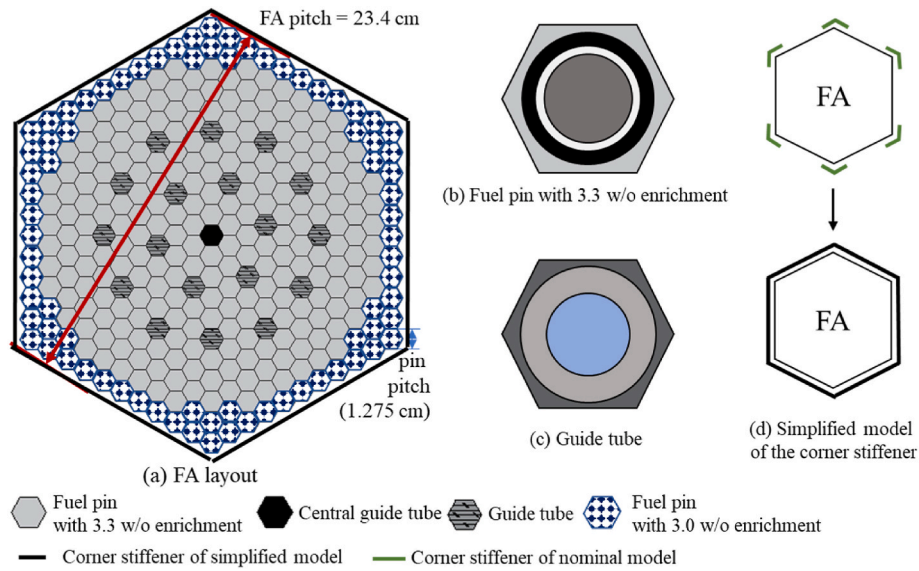 FA pitch = 23.4 cm
pin
pitch
(1.275 cm)
(a) FA layout
(b) Fuel pin with 3.3 w/o enrichment
(c) Guide tube
FA
FA
(d) Simplified model
of the corner stiffener
Fuel pin
with 3.3 w/o enrichment
Central guide tube
Guide tube
Fuel pin
with 3.0 w/o enrichment
Corner stiffener of simplified model
Corner stiffener of nominal model